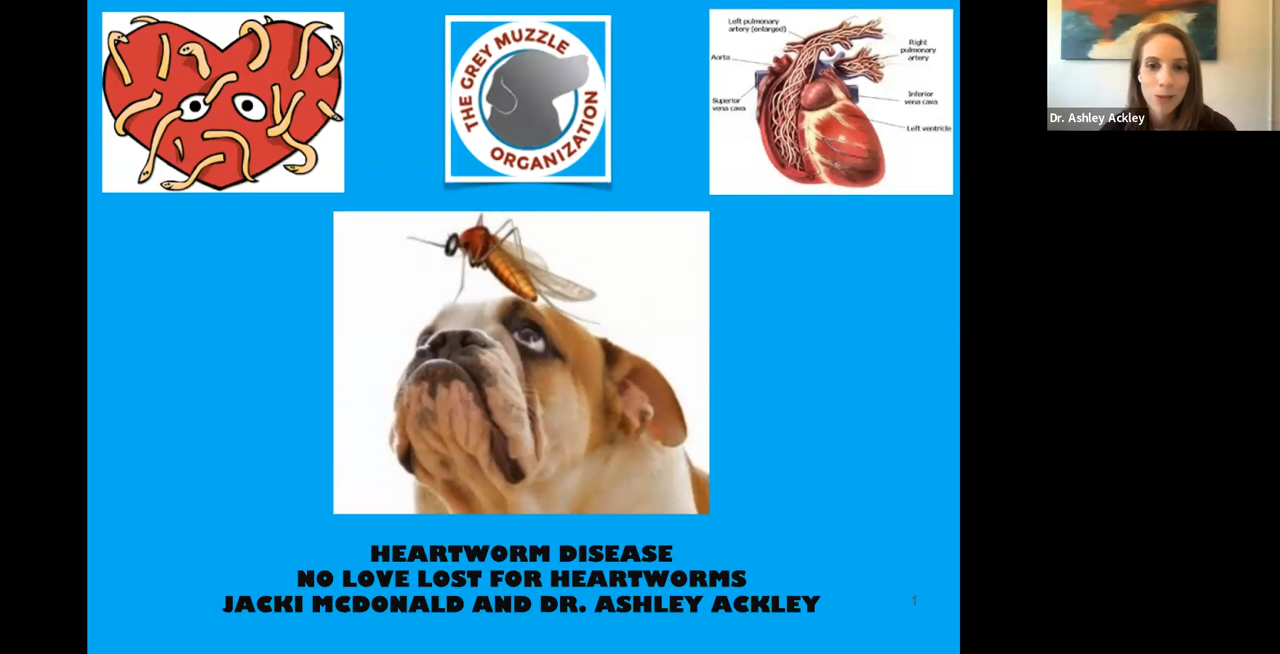 THE GREY MUZZLE
ORGANIZATION
Left pulmonary
artery (enlarged)
Right
pulmonary
artery
Aorta
Superior
vena cava
Inferior
vena cava
Left ventricle
Dr. Ashley Ackley
HEARTWORM DISEASE
NO LOVE LOST FOR HEARTWORMS
JACKI MCDONALD AND DR. ASHLEY ACKLEY
1